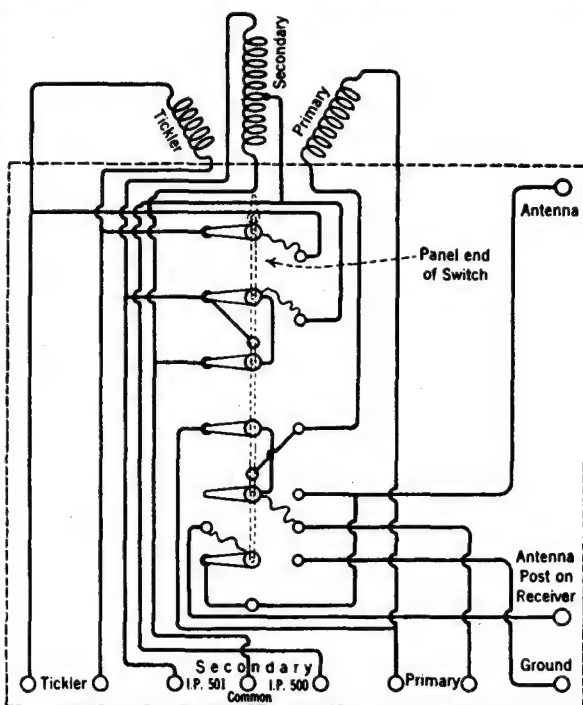 Secondary
Tickler
Primary
Antenna
Panel end
of Switch
Antenna
Post on
Receiver
Ground
Secondary
Tickler
I.P. 501
I.P. 500
Primary
Common